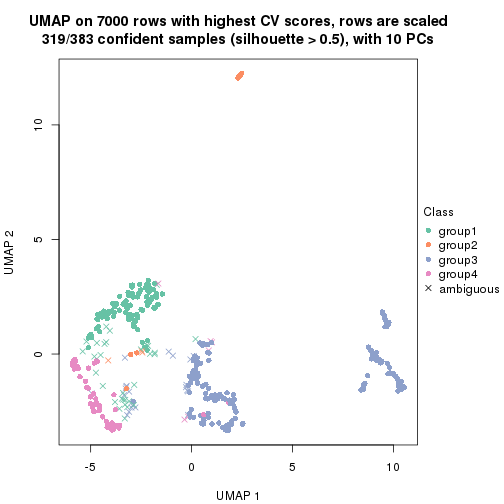 UMAP on 7000 rows with highest CV scores, rows are scaled
319/383 confident samples (silhouette > 0.5), with 10 PCs
10
5
0
UMAP 2
-5
0
5
10
UMAP 1
Class
group1
group2
group3
group4
ambiguous